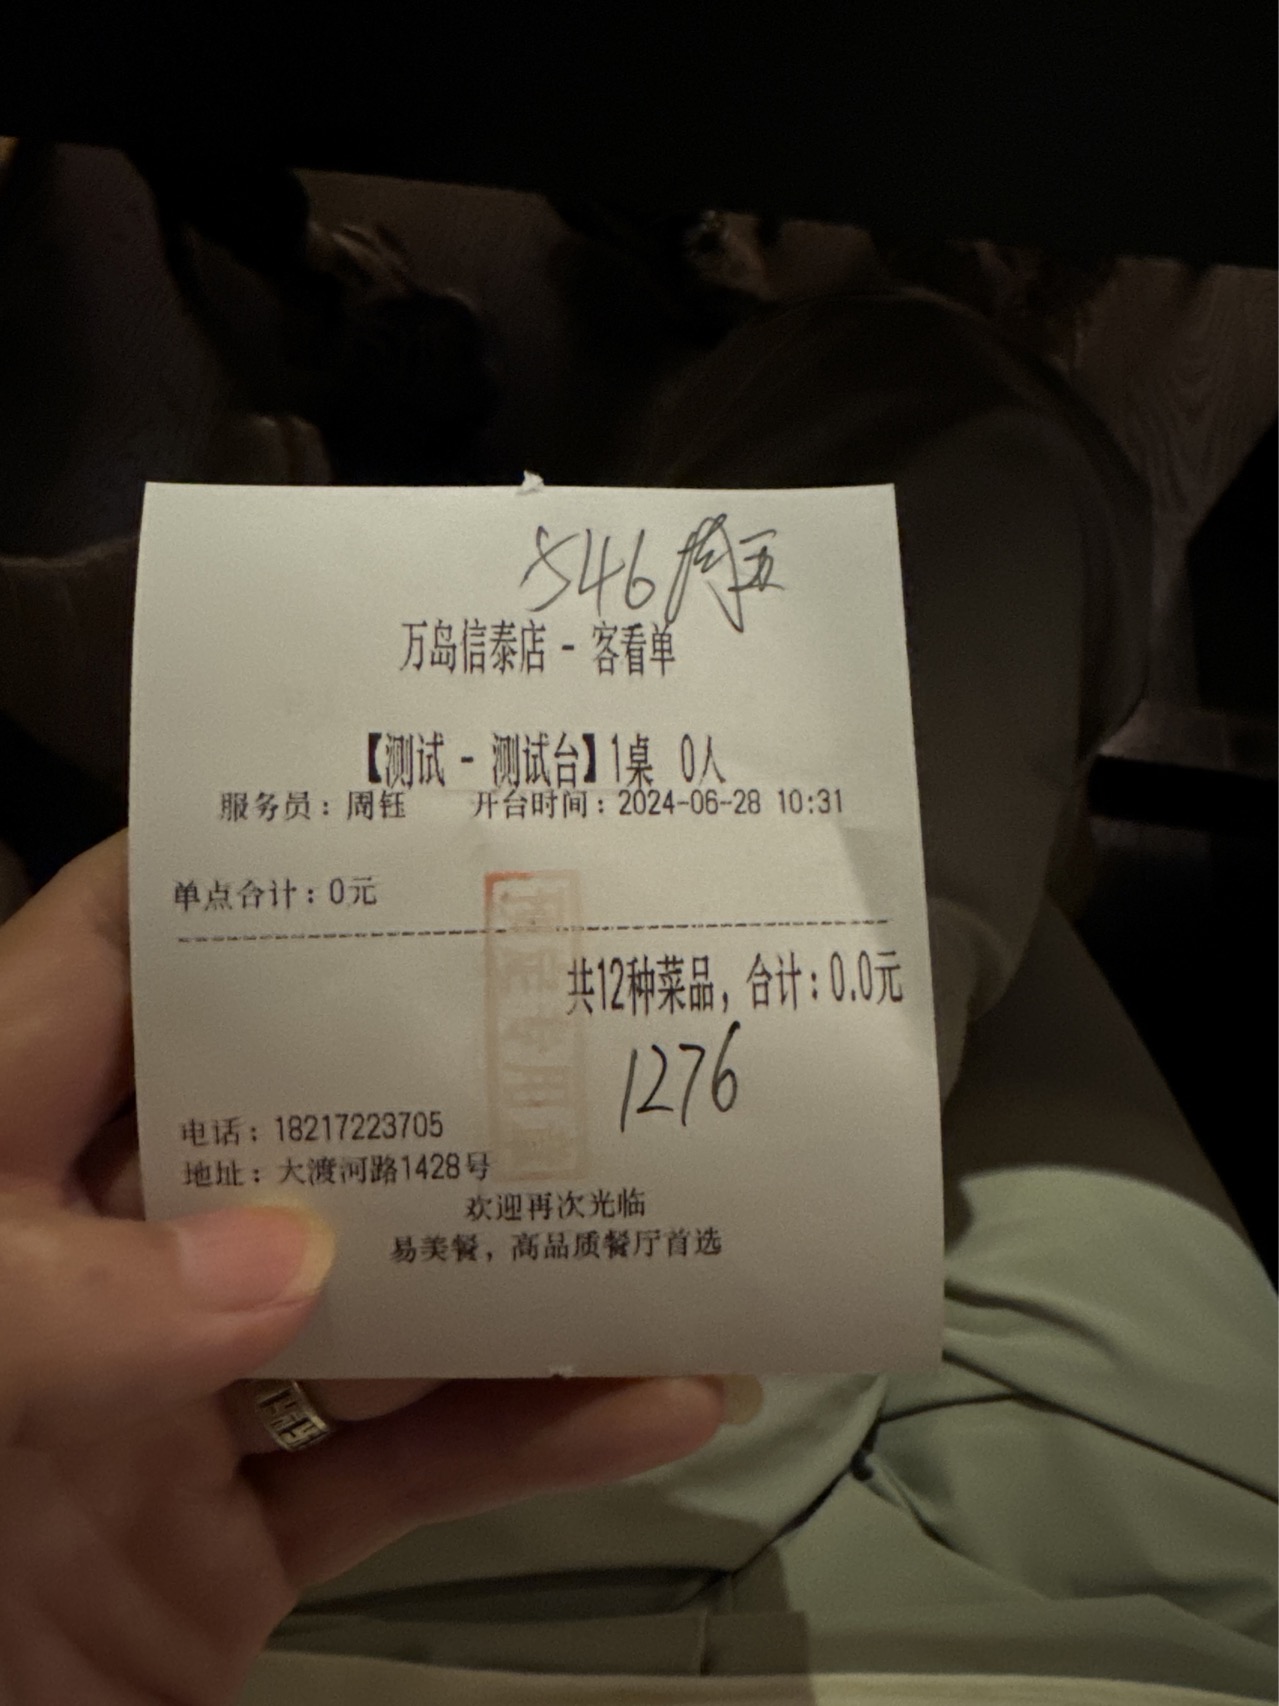 546 周五
万岛信泰店 - 客看单
【测试 - 测试台】1桌 0人
服务员：周钰 开台时间：2024-06-28 10:31
单点合计：0元
共12种菜品，合计：0.0元
1276
电话：18217223705
地址：大渡河路1428号
欢迎再次光临
易美餐，高品质餐厅首选